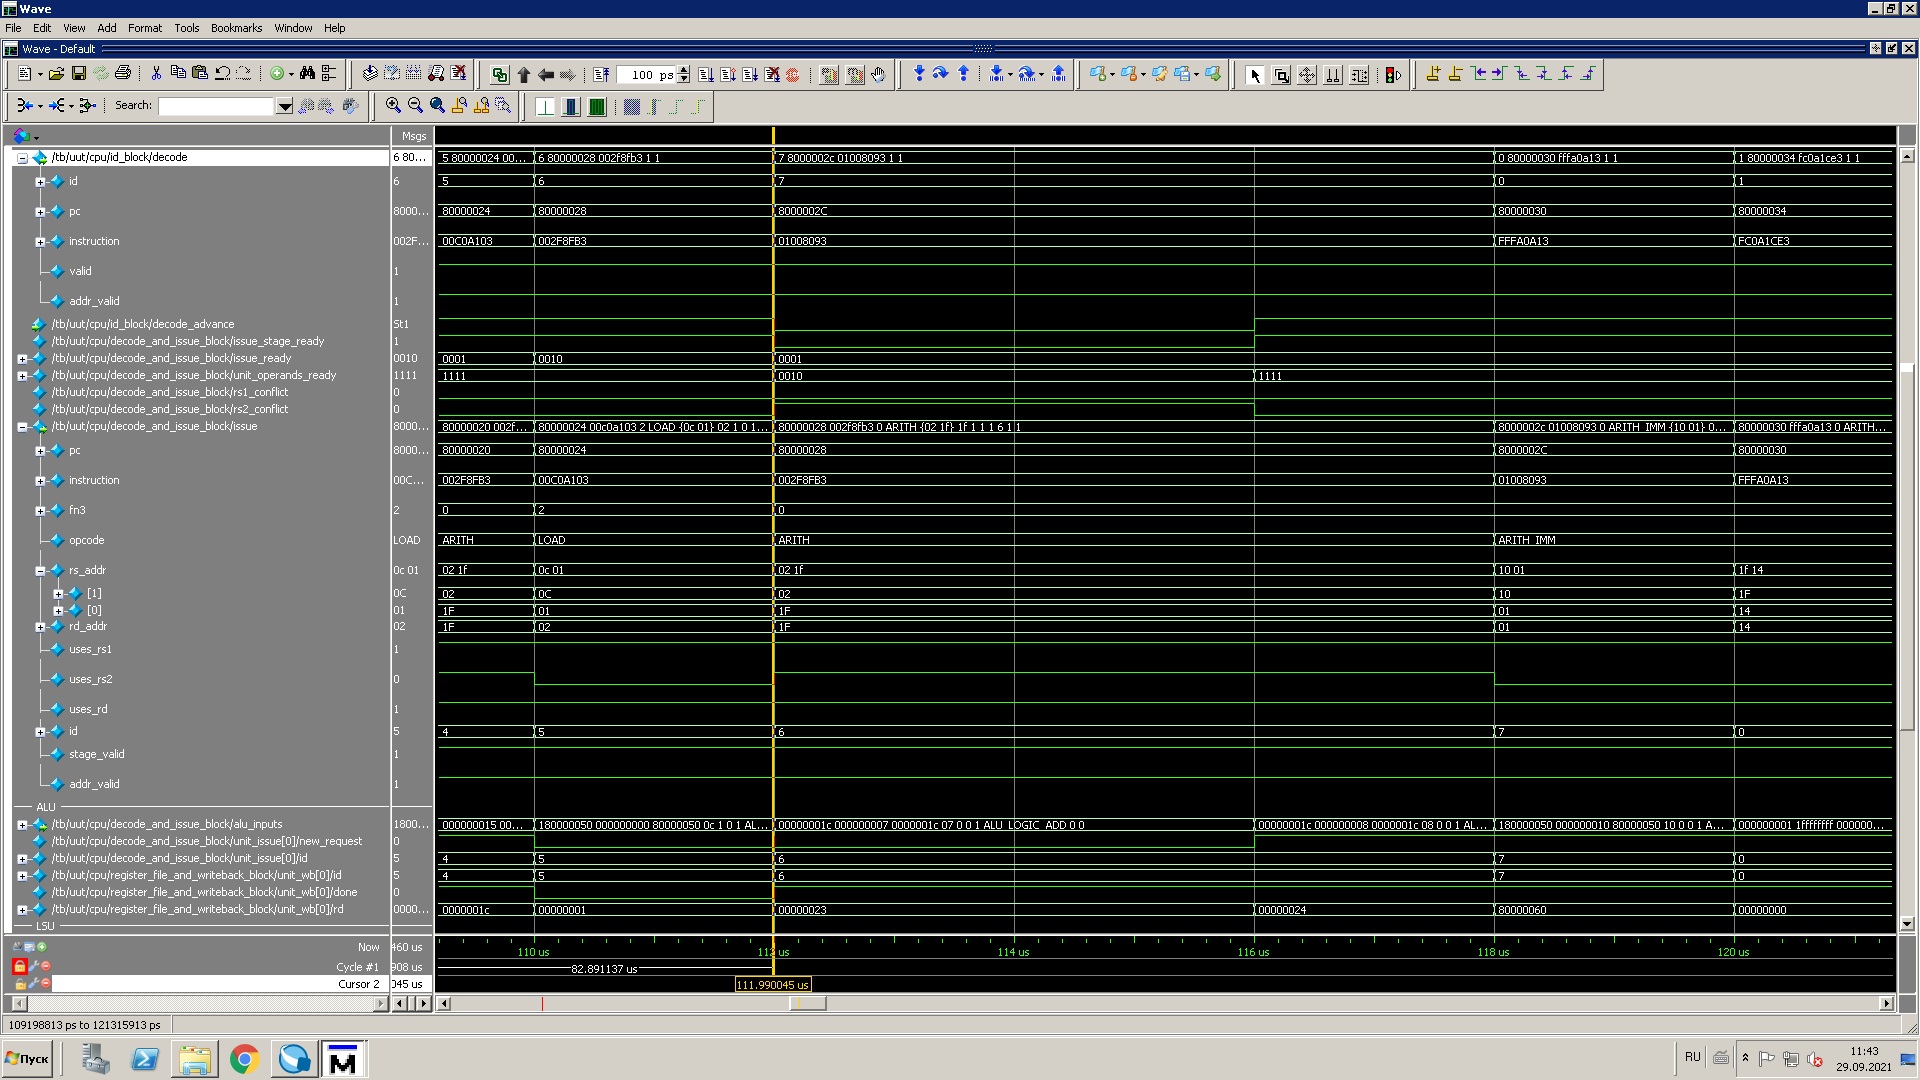 Wave
File Edit View Add Format Tools Bookmarks Window Help
Wave - Default
100 ps
Search:
Msgs
/tb/uut/cpu/id_block/decode 6 80... 5 80000024 00... 6 80000028 002f8fb3 1 1 7 8000002c 01008093 1 1 0 80000030 fffa0a13 1 1 1 80000034 fc0a1ce3 1 1
id 6 5 6 7 0 1
pc 8000... 80000024 80000028 8000002C 80000030 80000034
instruction 002F... 00C0A103 002F8FB3 01008093 FFFA0A13 FC0A1CE3
valid 1
addr_valid 1
/tb/uut/cpu/id_block/decode_advance St1
/tb/uut/cpu/decode_and_issue_block/issue_stage_ready 1
/tb/uut/cpu/decode_and_issue_block/issue_ready 0010 0001 0010 0001
/tb/uut/cpu/decode_and_issue_block/unit_operands_ready 1111 1111 0010 1111
/tb/uut/cpu/decode_and_issue_block/rs1_conflict 0
/tb/uut/cpu/decode_and_issue_block/rs2_conflict 0
/tb/uut/cpu/decode_and_issue_block/issue 8000... 80000020 002f... 80000024 00c0a103 2 LOAD {0c 01} 02 1 0 1... 80000028 002f8fb3 0 ARITH {02 1f} 1f 1 1 1 6 1 1 8000002c 01008093 0 ARITH_IMM {10 01} 0... 80000030 fffa0a13 0 ARITH...
pc 8000... 80000020 80000024 80000028 8000002C 80000030
instruction 00C... 002F8FB3 00C0A103 002F8FB3 01008093 FFFA0A13
fn3 2 0 2 0
opcode LOAD ARITH LOAD ARITH ARITH_IMM
rs_addr 0c 01 02 1f 0c 01 02 1f 10 01 1f 14
[1] 0C 02 0C 02 10 1F
[0] 01 1F 01 1F 01 14
rd_addr 02 1F 02 1F 01 14
uses_rs1 1
uses_rs2 0
uses_rd 1
id 5 4 5 6 7 0
stage_valid 1
addr_valid 1
ALU
/tb/uut/cpu/decode_and_issue_block/alu_inputs 1800... 000000015 00... 180000050 000000000 80000050 0c 1 0 1 AL... 00000001c 000000007 0000001c 07 0 0 1 ALU_LOGIC_ADD 0 0 00000001c 000000008 0000001c 08 0 0 1 AL... 180000050 000000010 80000050 10 0 0 1 A... 000000001 1ffffffff 000000...
/tb/uut/cpu/decode_and_issue_block/unit_issue[0]/new_request 0
/tb/uut/cpu/decode_and_issue_block/unit_issue[0]/id 5 4 5 6 7 0
/tb/uut/cpu/register_file_and_writeback_block/unit_wb[0]/id 5 4 5 6 7 0
/tb/uut/cpu/register_file_and_writeback_block/unit_wb[0]/done 0
/tb/uut/cpu/register_file_and_writeback_block/unit_wb[0]/rd 0000... 0000001c 00000001 00000023 00000024 80000060 00000000
LSU
Now 460 us 110 us 112 us 114 us 116 us 118 us 120 us
Cycle #1 908 us 82.891137 us
Cursor 2 045 us 111.990045 us
109198813 ps to 121315913 ps
Пуск RU 11:43
29.09.2021